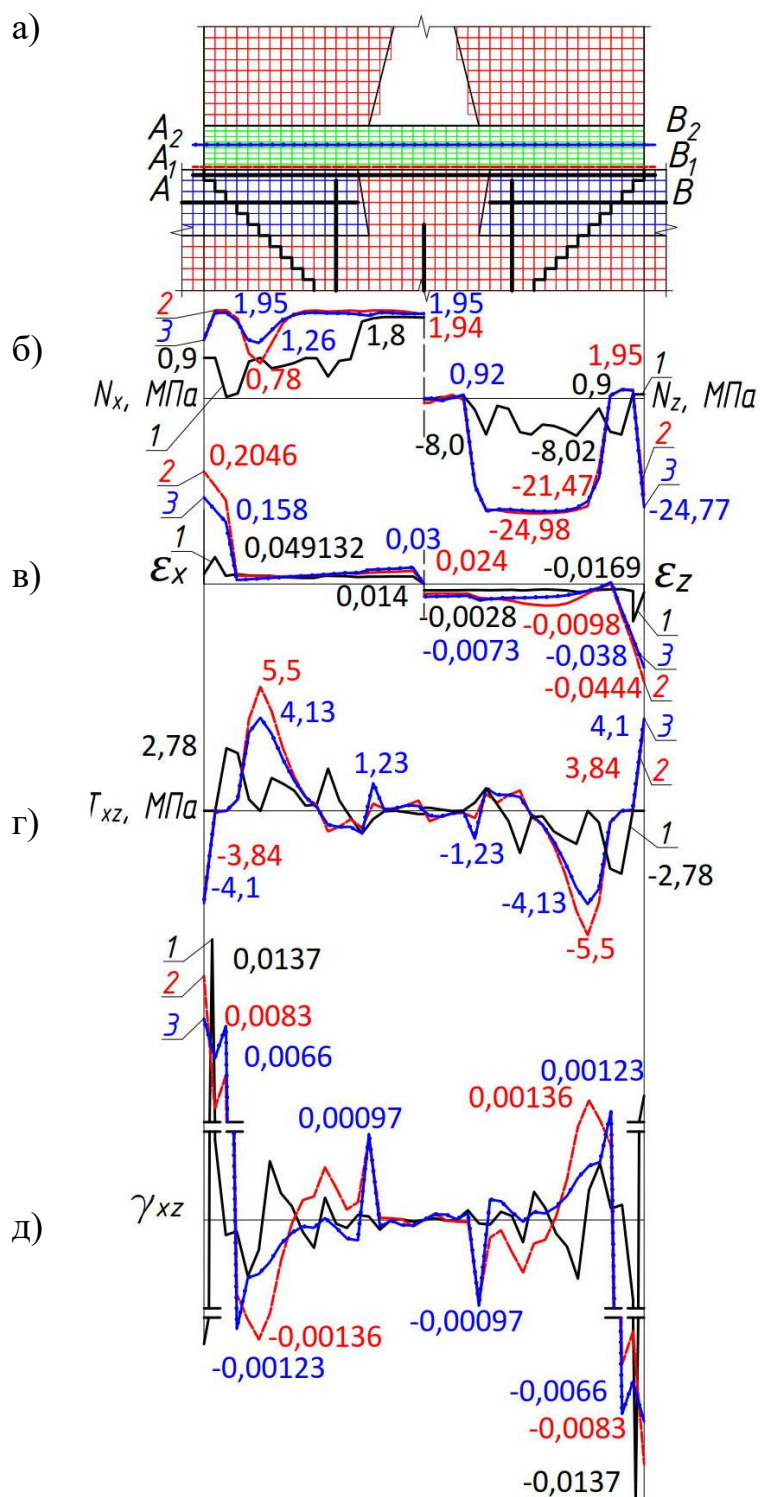 а)
A₂ B₂
A₁ B₁
A B
2 1,95 1,95
3 1,26 1,8 1,94 1,95
б) 0,9 0,78 0,92 0,9 1
Nₓ, МПа N_z, МПа
1 -8,0 -8,02 2
2 0,2046 -21,47 3
3 0,158 -24,98 -24,77
1 0,049132 0,03 0,024 -0,0169
в) εₓ ε_z
0,014 -0,0028 -0,0098 1
-0,0073 -0,038 3
5,5 -0,0444 2
4,13 4,1 3
2,78 1,23 3,84 2
г) T_xz, МПа
-3,84 -1,23 1
-4,1 -4,13 -2,78
-5,5
1 0,0137
2 0,0083
3 0,0066 0,00123
0,00097 0,00136
д) γ_xz
-0,00136 -0,00097
-0,00123 -0,0066
-0,0083
-0,0137